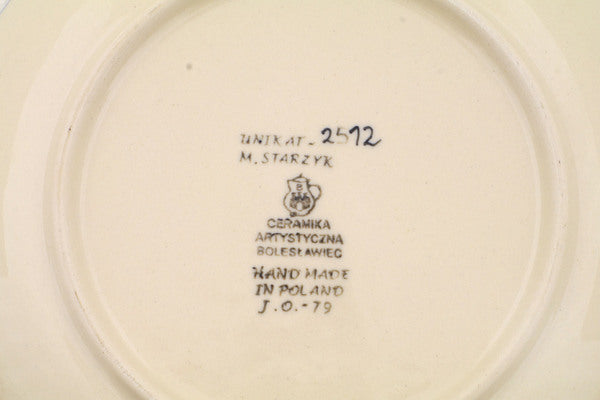 UNIKAT - 2512
M. STARZYK
B
CERAMIKA
ARTYSTYCZNA
BOLESŁAWIEC
HAND MADE
IN POLAND
J.O.-79